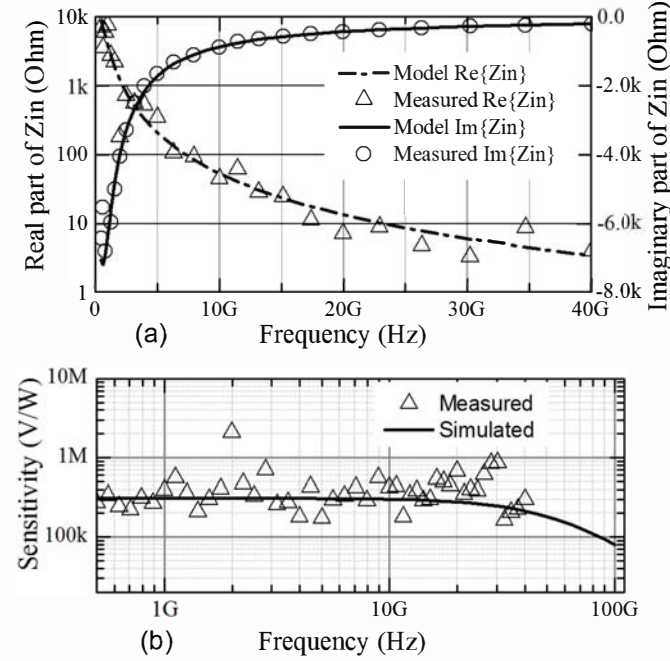 10k
1k
100
10
1
0.0
-2.0k
-4.0k
-6.0k
-8.0k
Real part of Zin (Ohm)
Imaginary part of Zin (Ohm)
Model Re{Zin}
Measured Re{Zin}
Model Im{Zin}
Measured Im{Zin}
0 10G 20G 30G 40G
(a) Frequency (Hz)
10M
1M
100k
Sensitivity (V/W)
Measured
Simulated
1G 10G 100G
(b) Frequency (Hz)